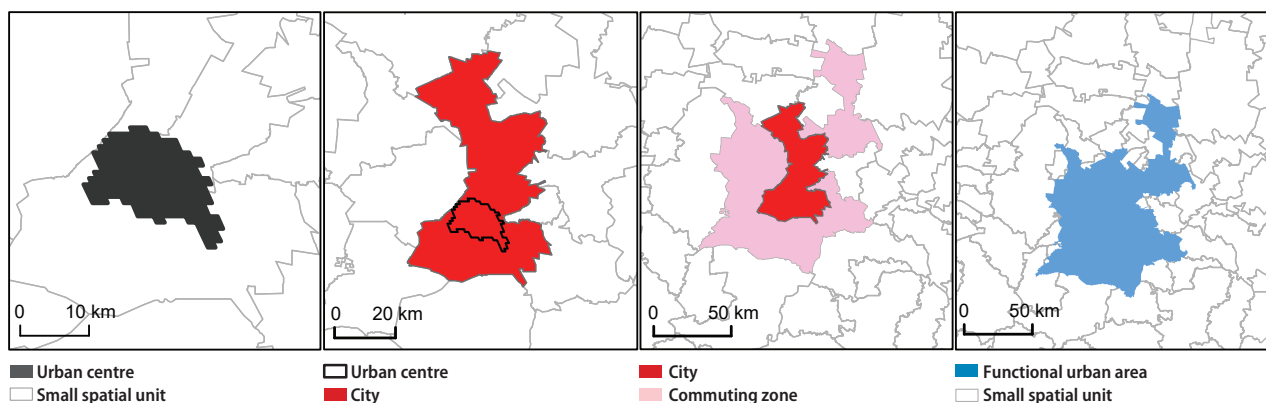 0 10 km
0 20 km
0 50 km
0 50 km
Urban centre
Small spatial unit
Urban centre
City
City
Commuting zone
Functional urban area
Small spatial unit